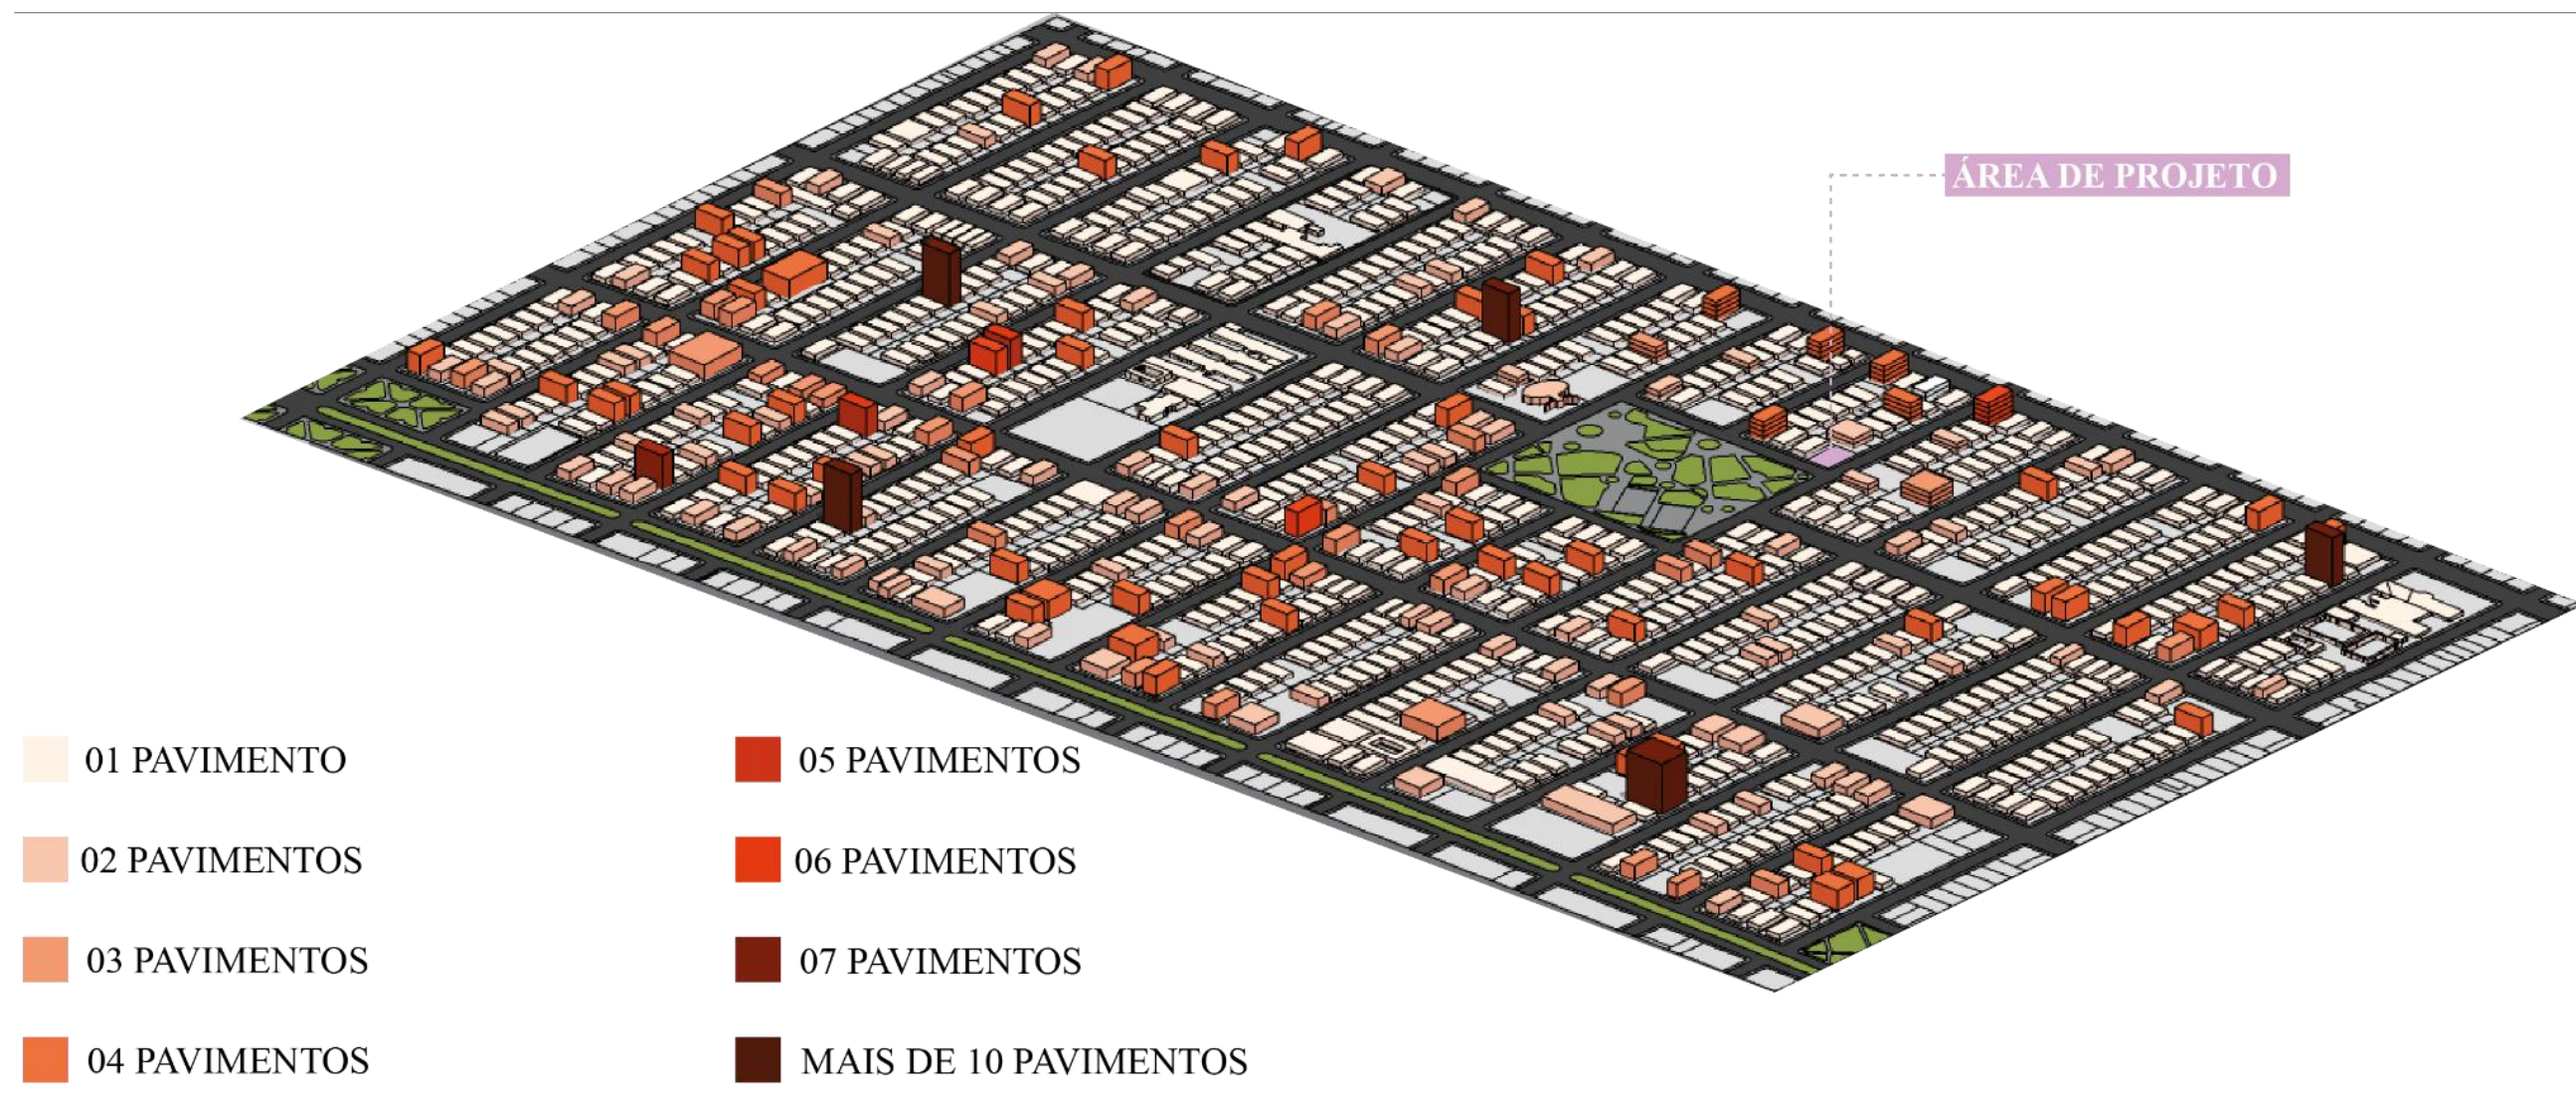 ÁREA DE PROJETO
01 PAVIMENTO
02 PAVIMENTOS
03 PAVIMENTOS
04 PAVIMENTOS
05 PAVIMENTOS
06 PAVIMENTOS
07 PAVIMENTOS
MAIS DE 10 PAVIMENTOS